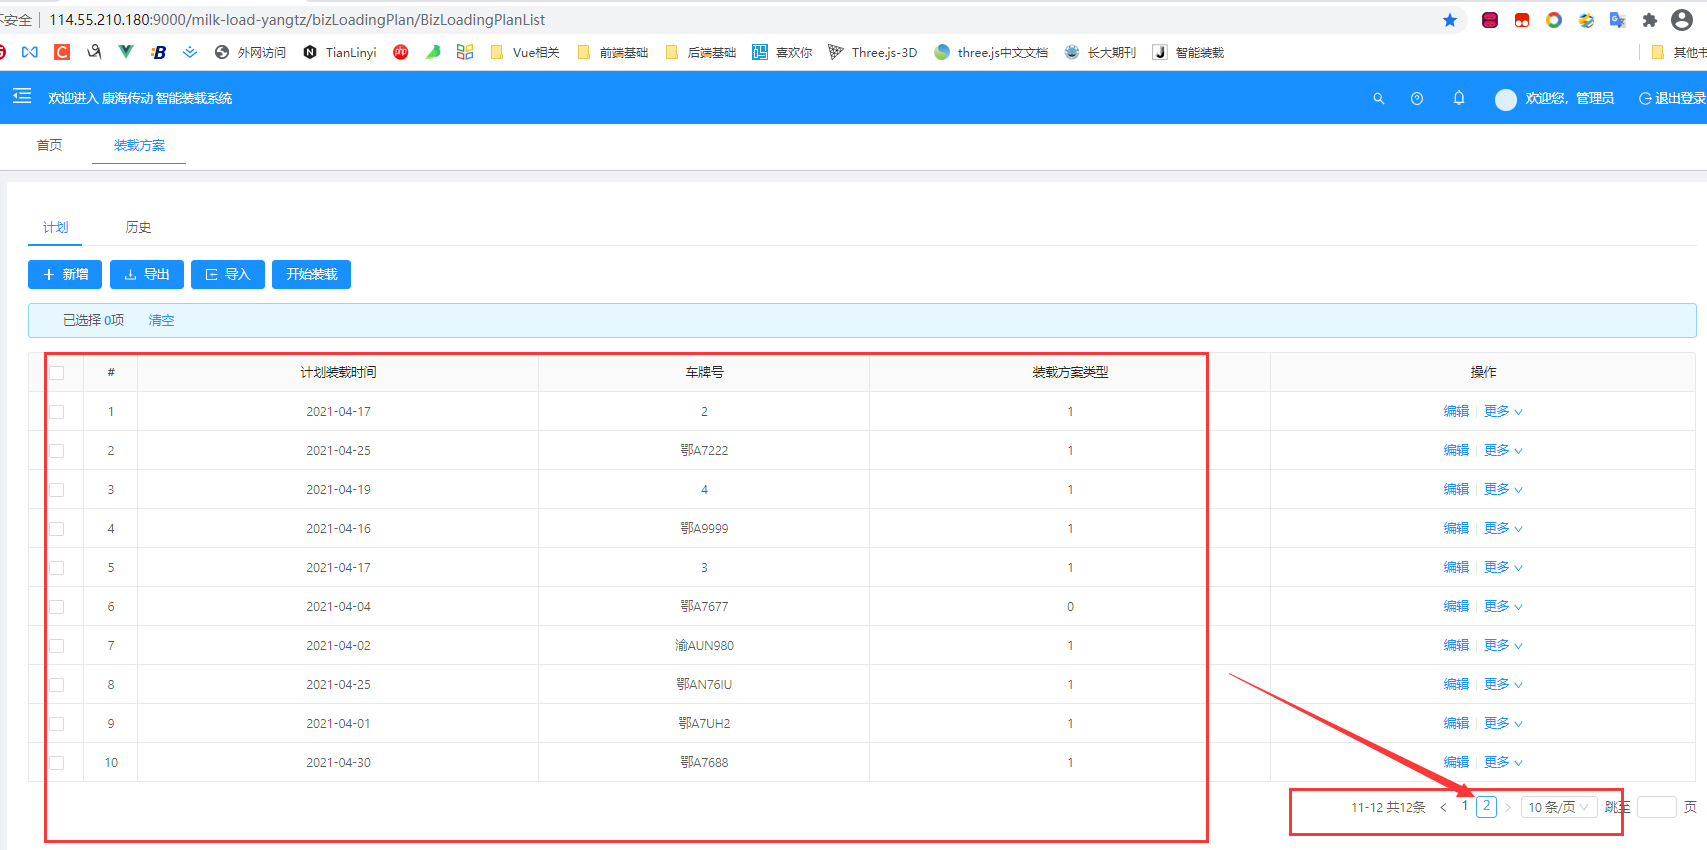 不安全 114.55.210.180:9000/milk-load-yangtz/bizLoadingPlan/BizLoadingPlanList
外网访问 TianLinyi php Vue相关 前端基础 后端基础 喜欢你 Three.js-3D three.js中文文档 长大期刊 智能装载 其他书
欢迎进入 康海传动 智能装载系统 欢迎您，管理员 退出登录
首页 装载方案
计划 历史
新增 导出 导入 开始装载
已选择 0项 清空
# 计划装载时间 车牌号 装载方案类型 操作
1 2021-04-17 2 1 编辑 更多
2 2021-04-25 鄂A7222 1 编辑 更多
3 2021-04-19 4 1 编辑 更多
4 2021-04-16 鄂A9999 1 编辑 更多
5 2021-04-17 3 1 编辑 更多
6 2021-04-04 鄂A7677 0 编辑 更多
7 2021-04-02 渝AUN980 1 编辑 更多
8 2021-04-25 鄂AN76IU 1 编辑 更多
9 2021-04-01 鄂A7UH2 1 编辑 更多
10 2021-04-30 鄂A7688 1 编辑 更多
11-12 共12条 < 1 2 > 10 条/页 跳至 页